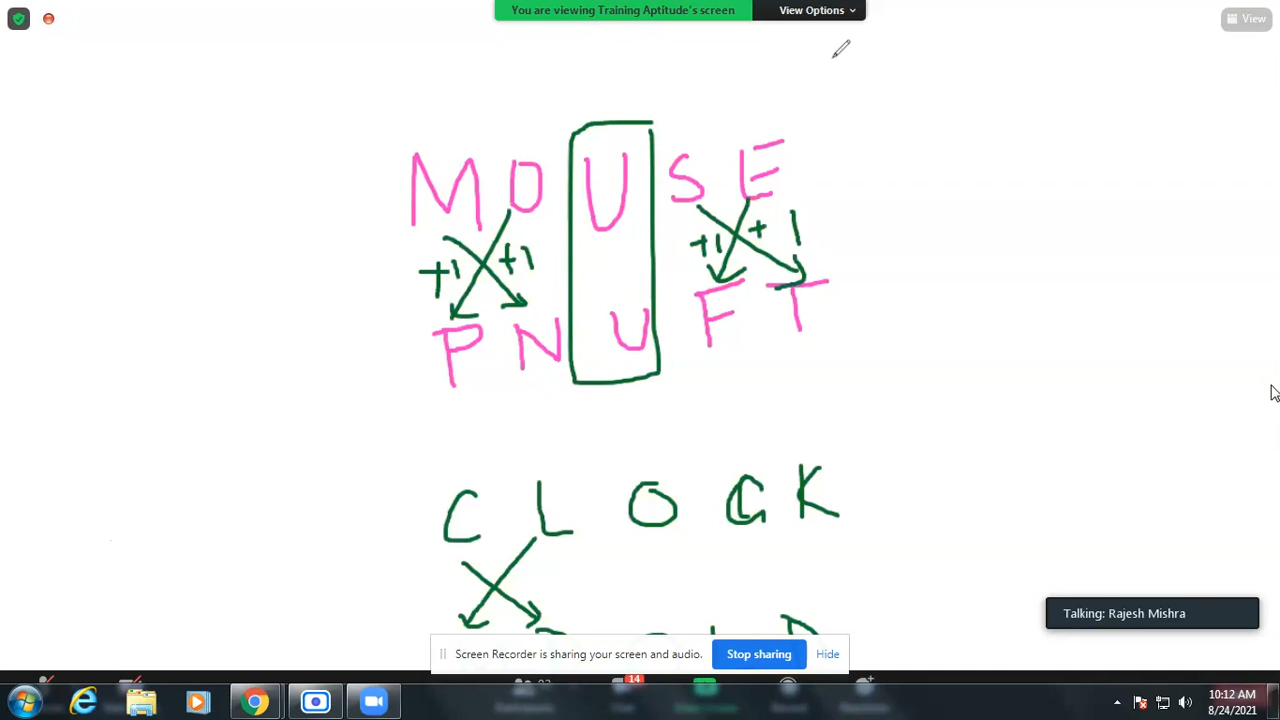 You are viewing Training Aptitude's screen
View Options
View
M O U S E
+1 +1 +1 + 1
P N U F T
C L O C K
Talking: Rajesh Mishra
Screen Recorder is sharing your screen and audio.
Stop sharing
Hide
14
10:12 AM
8/24/2021